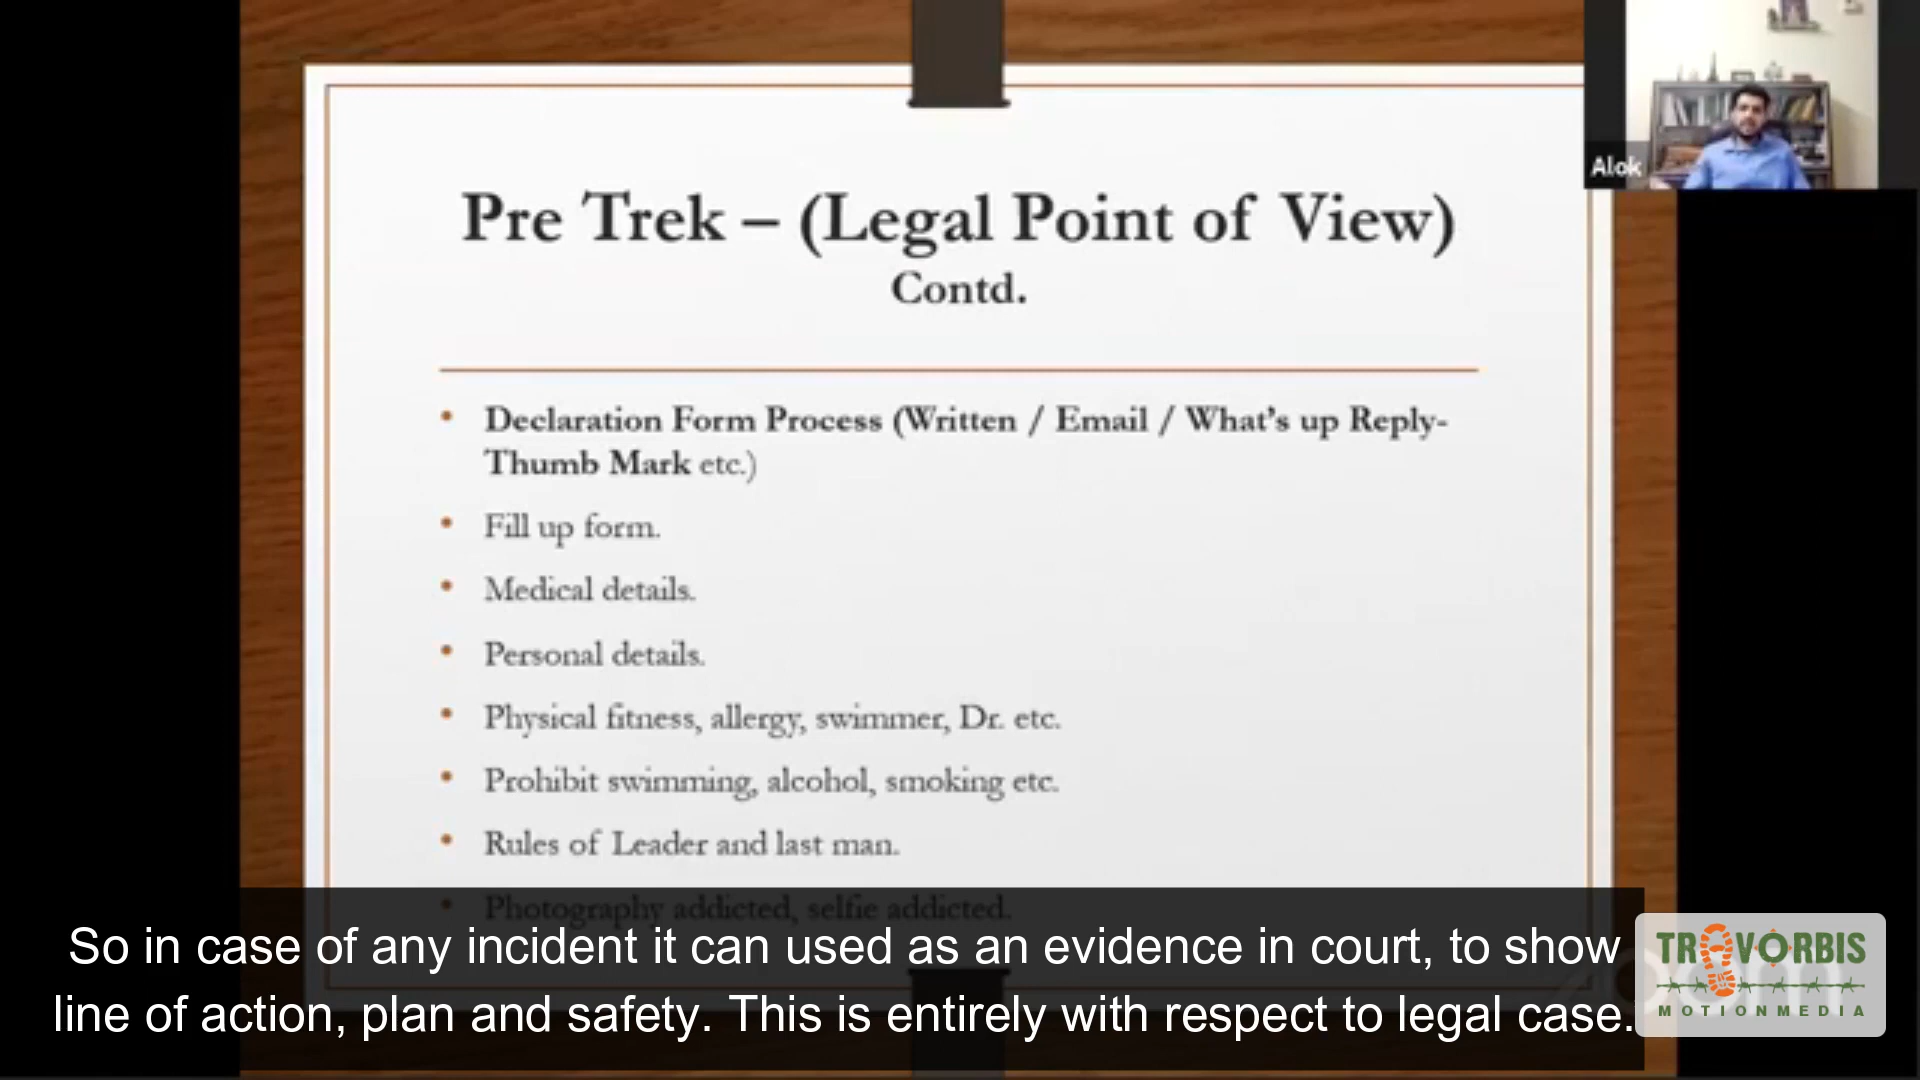 Alok
Pre Trek – (Legal Point of View)
Contd.
• Declaration Form Process (Written / Email / What's up Reply-
Thumb Mark etc.)
• Fill up form.
• Medical details.
• Personal details.
• Physical fitness, allergy, swimmer, Dr. etc.
• Prohibit swimming, alcohol, smoking etc.
• Rules of Leader and last man.
• Photography addicted, selfie addicted.
So in case of any incident it can used as an evidence in court, to show
line of action, plan and safety. This is entirely with respect to legal case.
TRAVORBIS
MOTIONMEDIA